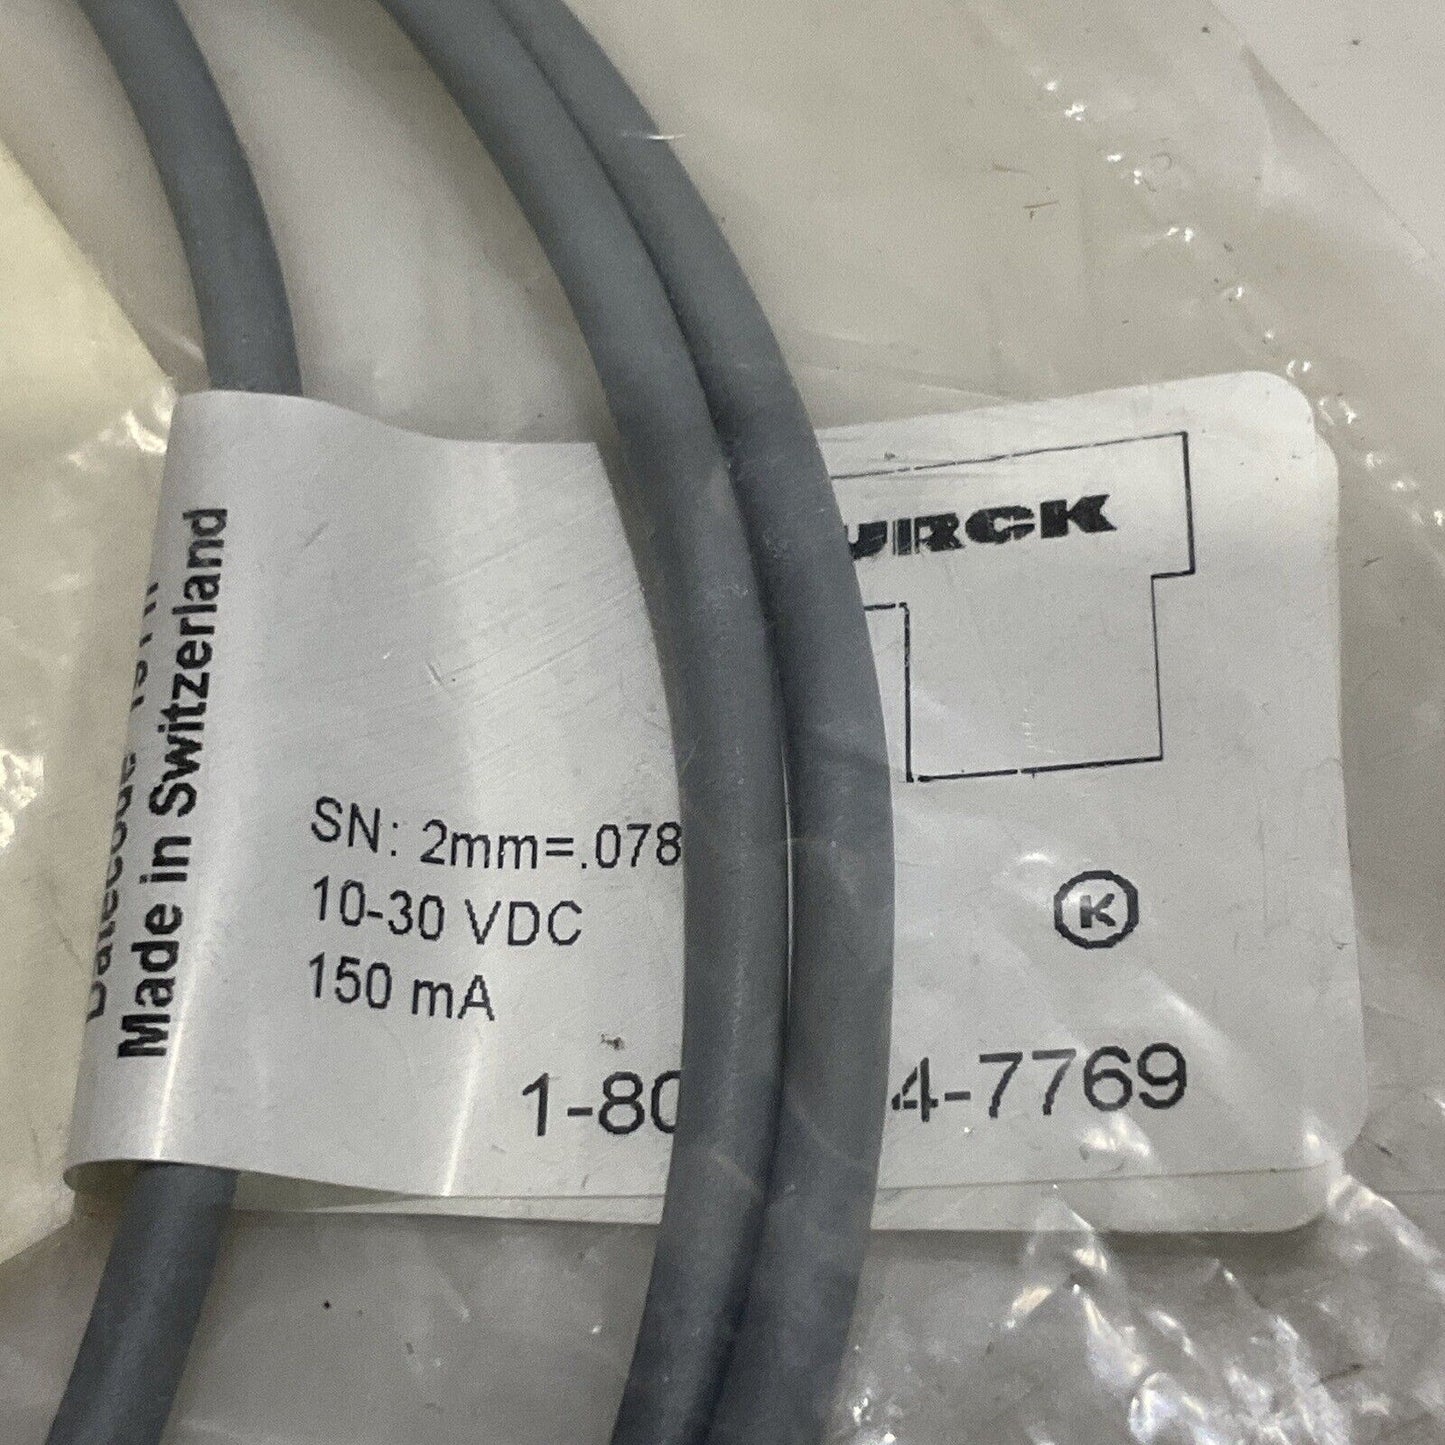 URCK
Made in Switzerland
SN: 2mm=.078
10-30 VDC
150 mA
K
1-80 4-7769